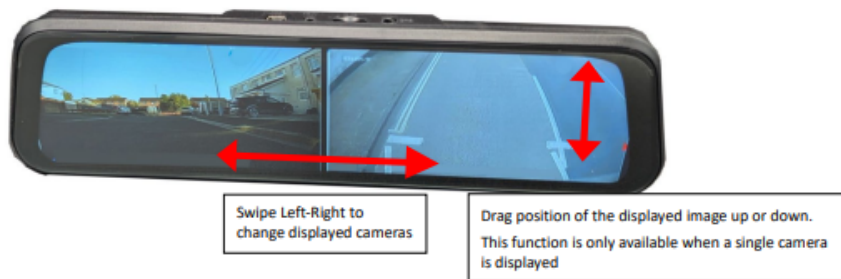 Swipe Left-Right to
change displayed cameras
Drag position of the displayed image up or down.
This function is only available when a single camera
is displayed